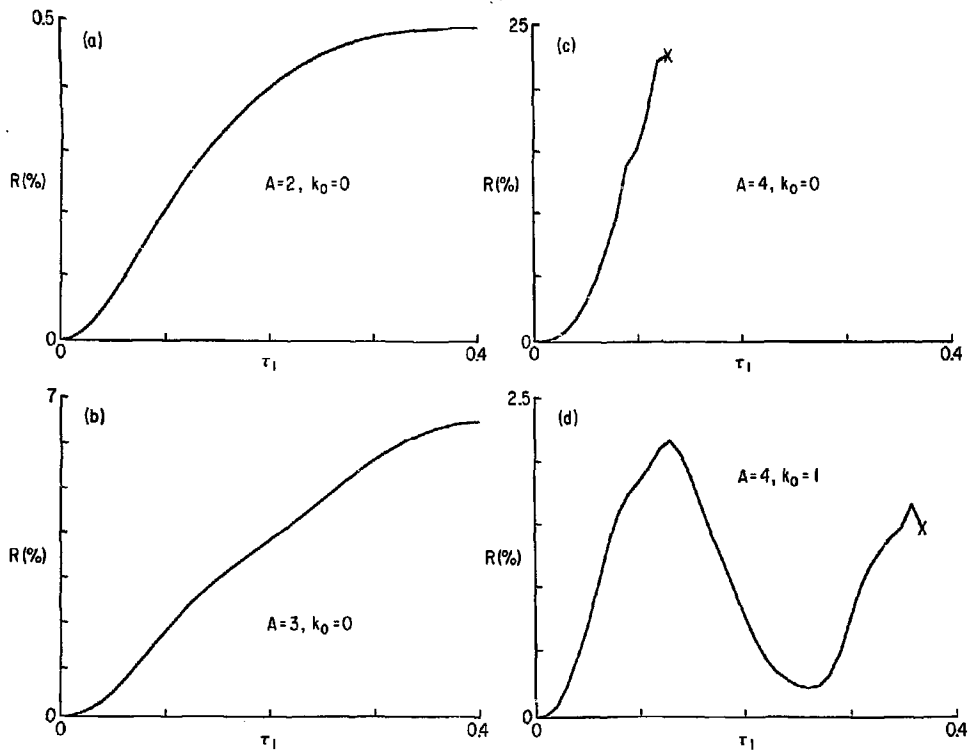 0.5
(a)
R(%)
A=2, k₀=0
0
0
τ₁
0.4
25
(c)
R(%)
A=4, k₀=0
X
0
0
τ₁
0.4
7
(b)
R(%)
A=3, k₀=0
0
0
τ₁
0.4
2.5
(d)
R(%)
A=4, k₀=1
X
0
0
τ₁
0.4